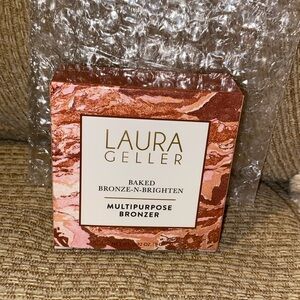 LAURA
GELLER
BAKED
BRONZE-N-BRIGHTEN
MULTIPURPOSE
BRONZER